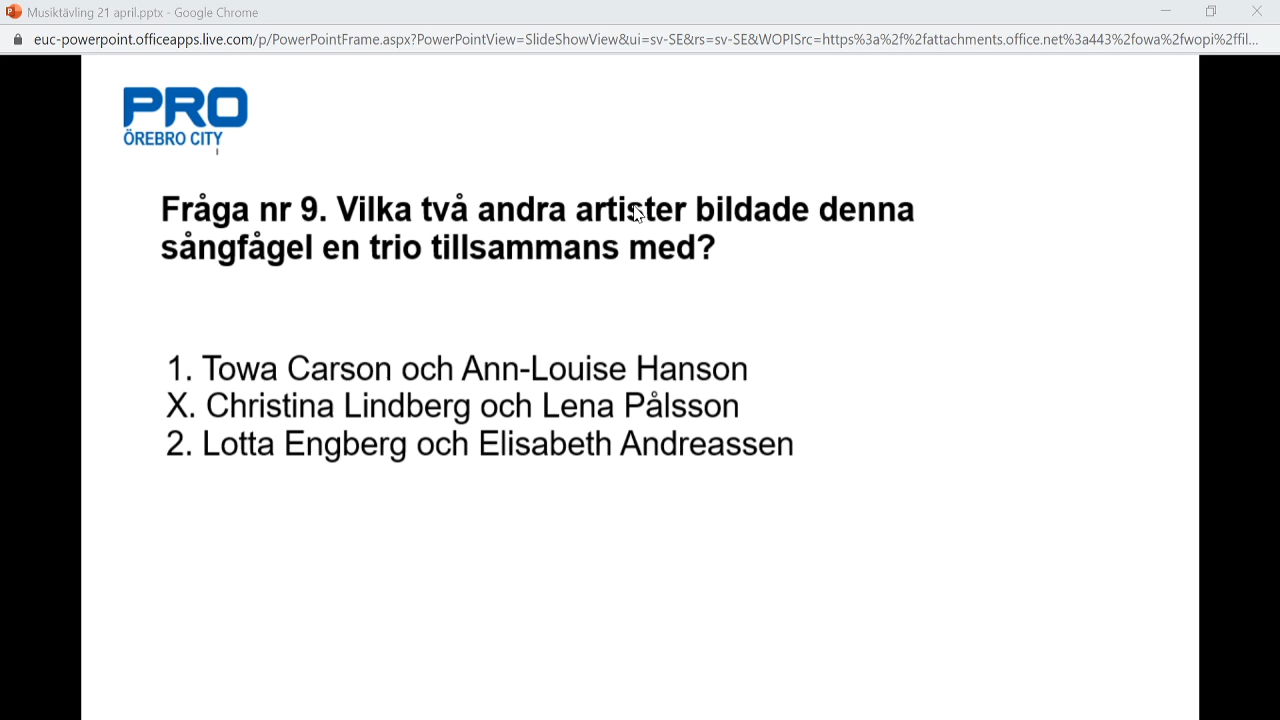 Musiktävling 21 april.pptx - Google Chrome
euc-powerpoint.officeapps.live.com/p/PowerPointFrame.aspx?PowerPointView=SlideShowView&ui=sv-SE&rs=sv-SE&WOPISrc=https%3a%2f%2fattachments.office.net%3a443%2fowa%2fwopi%2ffil...
PRO
ÖREBRO CITY
Fråga nr 9. Vilka två andra artister bildade denna
sångfågel en trio tillsammans med?
1. Towa Carson och Ann-Louise Hanson
X. Christina Lindberg och Lena Pålsson
2. Lotta Engberg och Elisabeth Andreassen